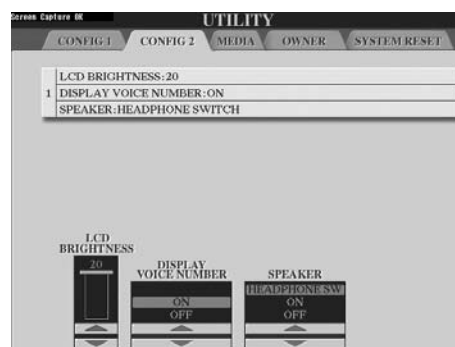 Screen Capture OK
UTILITY
CONFIG 1 CONFIG 2 MEDIA OWNER SYSTEM RESET
LCD BRIGHTNESS:20
1 DISPLAY VOICE NUMBER:ON
SPEAKER:HEADPHONE SWITCH
LCD
BRIGHTNESS
20
DISPLAY
VOICE NUMBER
ON
OFF
SPEAKER
HEADPHONE SW
ON
OFF